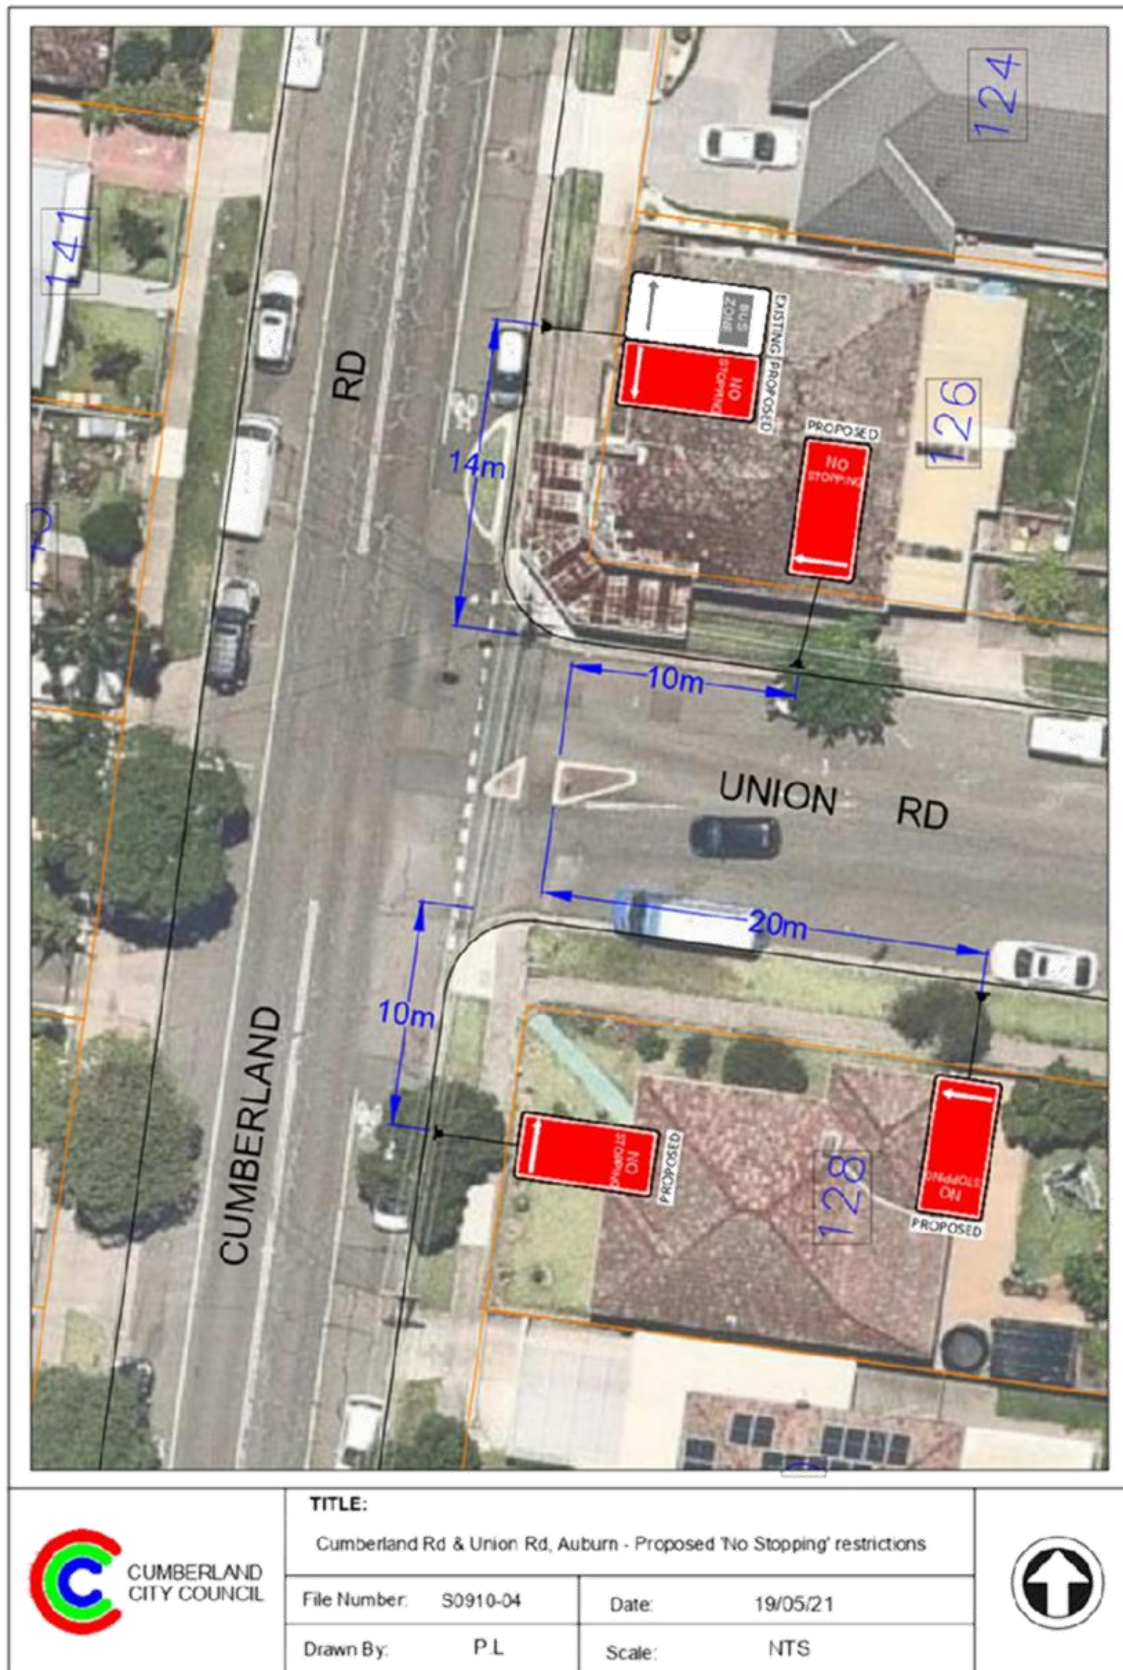 124
141
RD
BUS
ZONE
EXISTING
NO
STOPPING
PROPOSED
126
PROPOSED
NO
STOPPING
14m
10m
UNION RD
20m
10m
CUMBERLAND
NO
STOPPING
PROPOSED
128
NO
STOPPING
PROPOSED
CUMBERLAND
CITY COUNCIL
TITLE:
Cumberland Rd & Union Rd, Auburn - Proposed 'No Stopping' restrictions
File Number: S0910-04
Date: 19/05/21
Drawn By: P.L
Scale: NTS